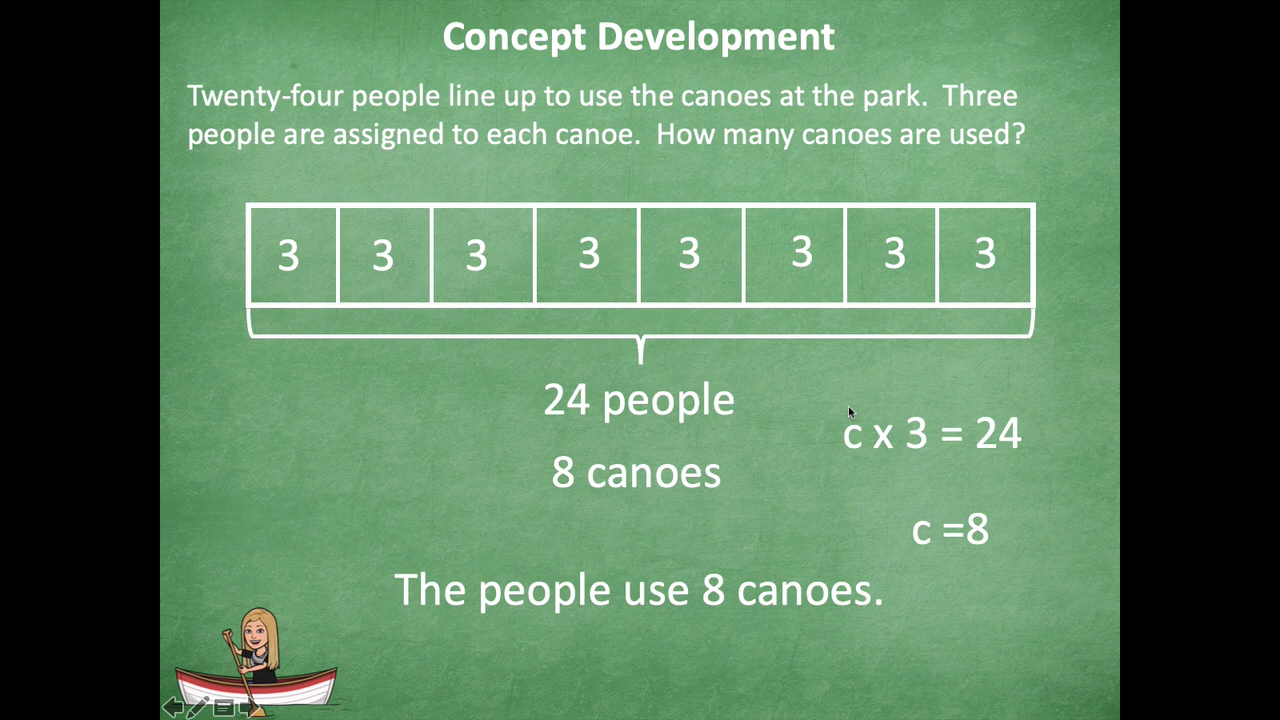 Concept Development
Twenty-four people line up to use the canoes at the park.  Three
people are assigned to each canoe.  How many canoes are used?
3 3 3 3 3 3 3 3
24 people
c x 3 = 24
8 canoes
c =8
The people use 8 canoes.